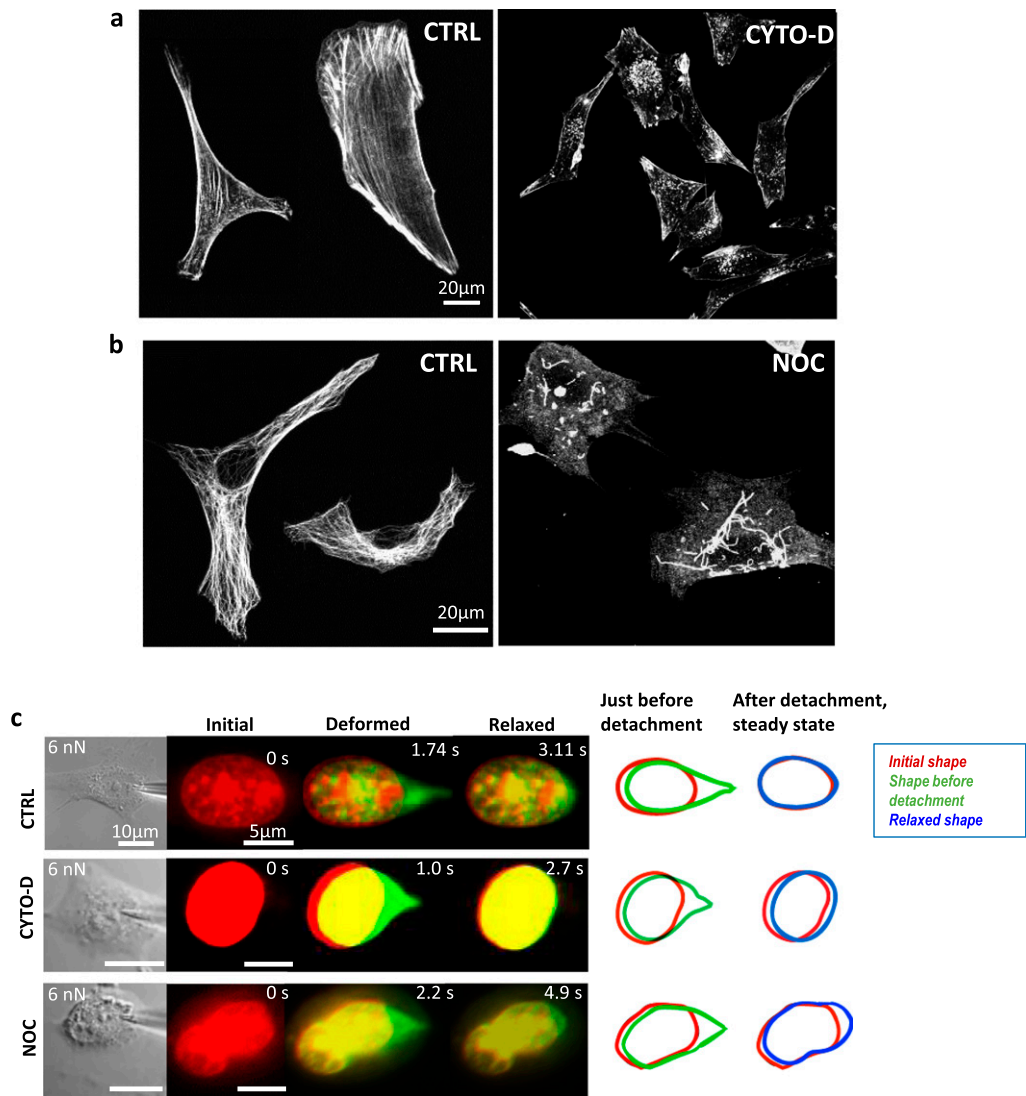 a
CTRL
CYTO-D
20μm
b
CTRL
NOC
20μm
c
Initial
Deformed
Relaxed
Just before
detachment
After detachment,
steady state
CTRL
6 nN
10μm
0 s
5μm
1.74 s
3.11 s
Initial shape
Shape before
detachment
Relaxed shape
CYTO-D
6 nN
0 s
1.0 s
2.7 s
NOC
6 nN
0 s
2.2 s
4.9 s